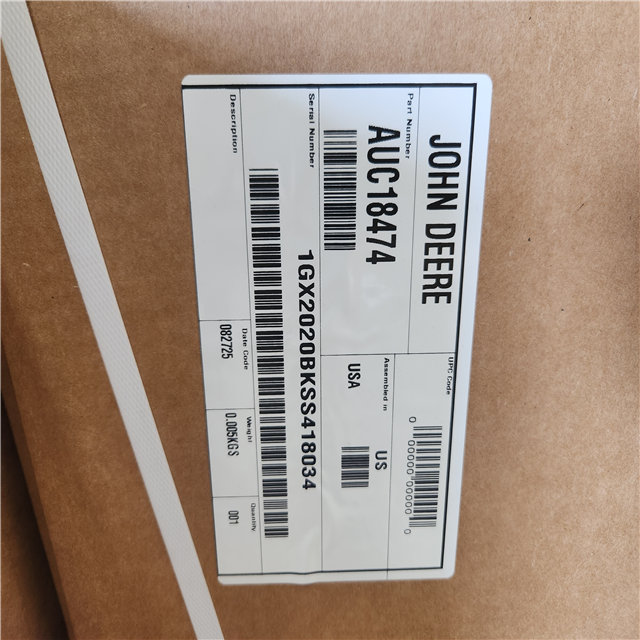 JOHN DEERE
UPC Code
0 00000 00000 0
Part Number
AUC18474
Assembled in
USA
US
Serial Number
1GX2020BKSS418034
Description
Date Code
082725
Weight
0.005KGS
Quantity
001